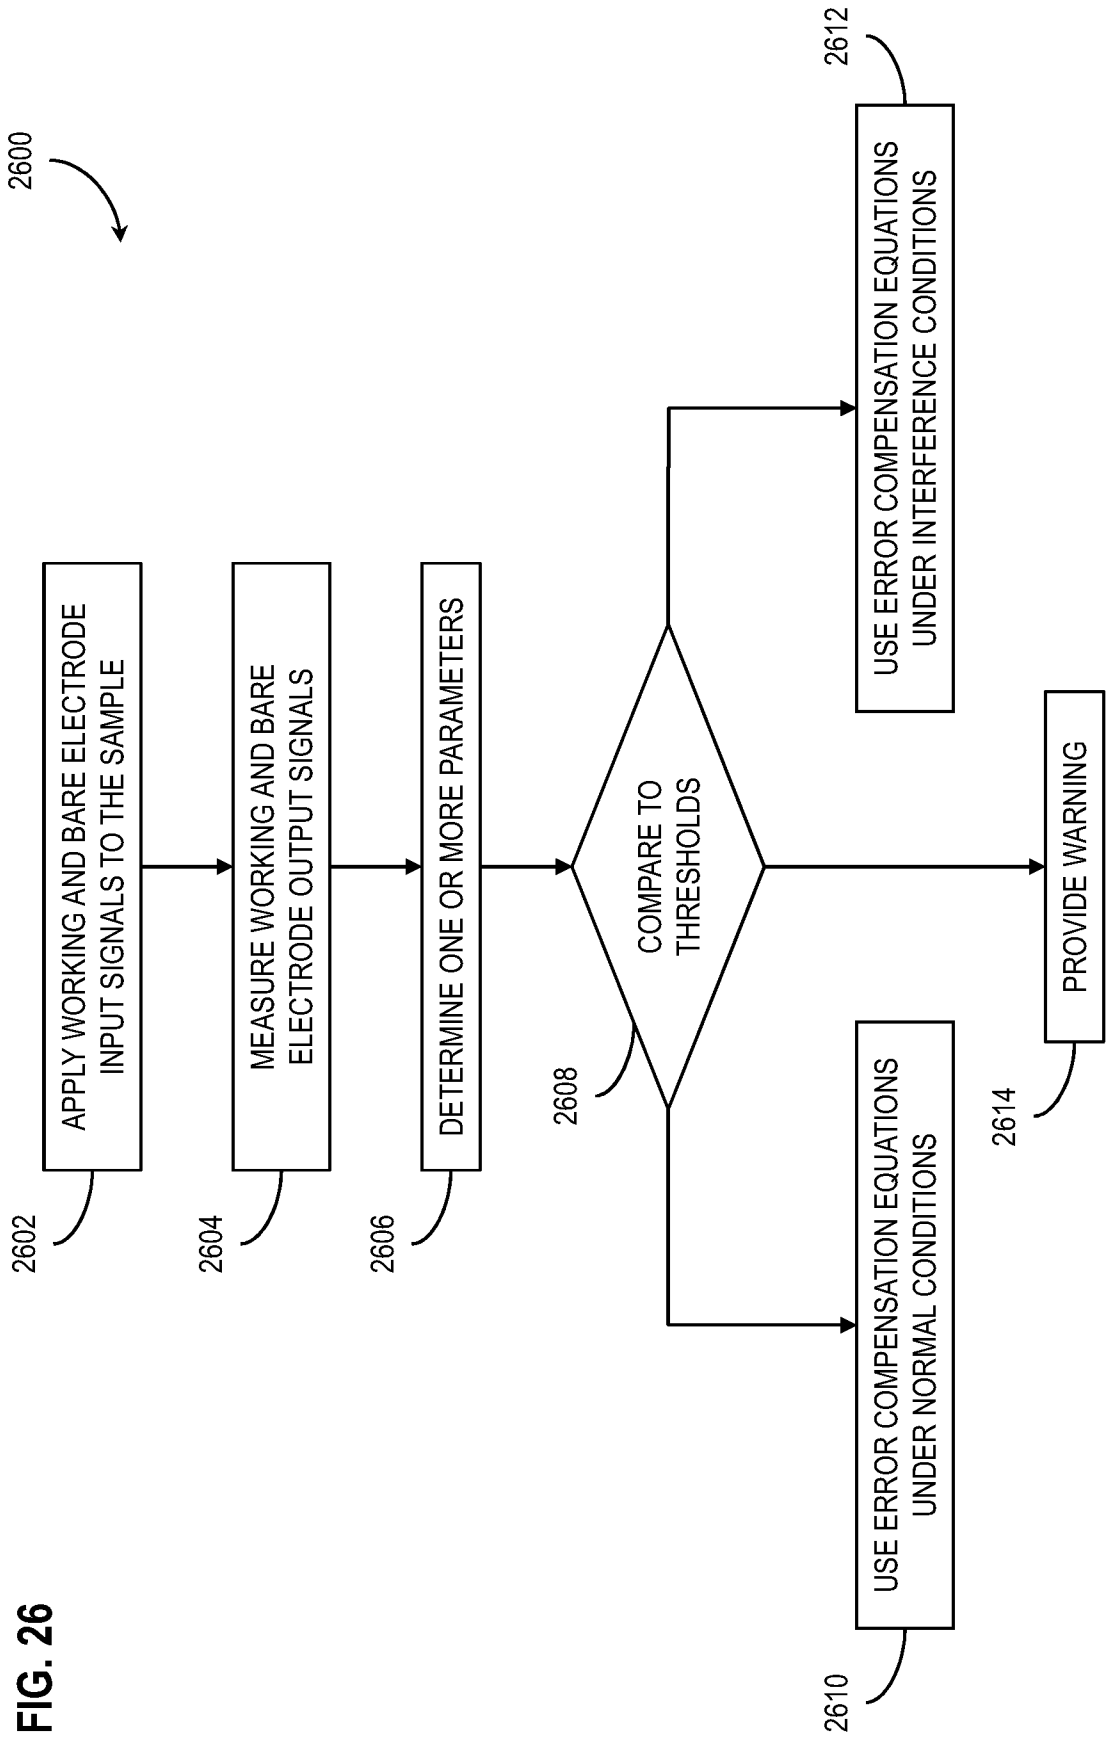 FIG. 26
2600
2602
APPLY WORKING AND BARE ELECTRODE
INPUT SIGNALS TO THE SAMPLE
2604
MEASURE WORKING AND BARE
ELECTRODE OUTPUT SIGNALS
2606
DETERMINE ONE OR MORE PARAMETERS
2608
COMPARE TO
THRESHOLDS
2610
USE ERROR COMPENSATION EQUATIONS
UNDER NORMAL CONDITIONS
2612
USE ERROR COMPENSATION EQUATIONS
UNDER INTERFERENCE CONDITIONS
2614
PROVIDE WARNING